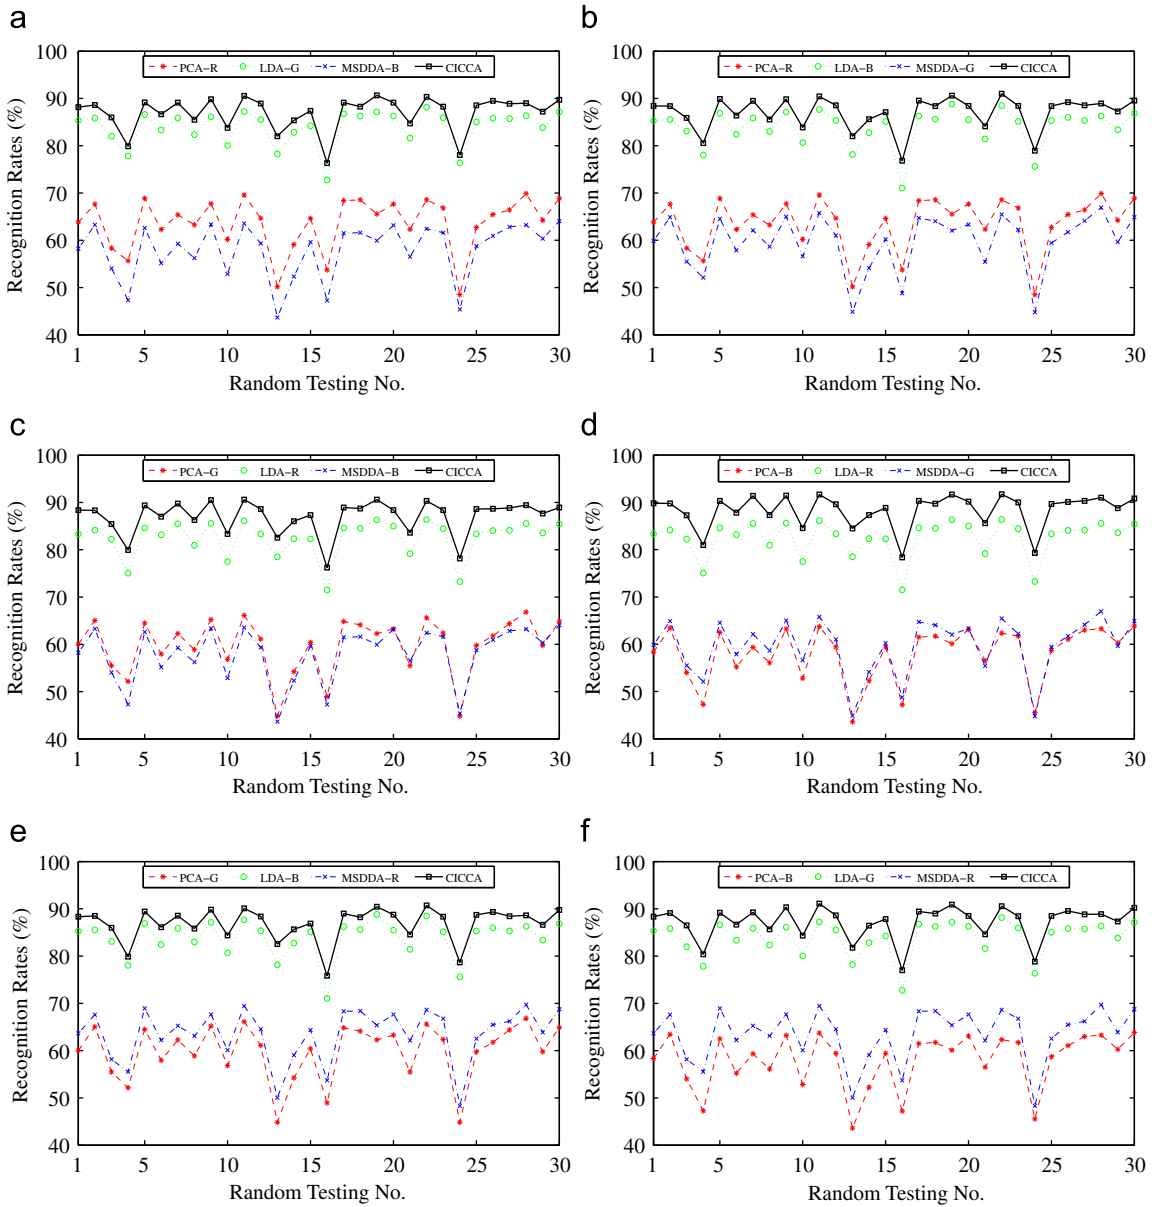 a
b
100
90
80
70
60
50
40
Recognition Rates (%)
PCA-R LDA-G MSDDA-B CICCA
1 5 10 15 20 25 30
Random Testing No.
100
90
80
70
60
50
40
Recognition Rates (%)
PCA-R LDA-B MSDDA-G CICCA
1 5 10 15 20 25 30
Random Testing No.
c
d
100
90
80
70
60
50
40
Recognition Rates (%)
PCA-G LDA-R MSDDA-B CICCA
1 5 10 15 20 25 30
Random Testing No.
100
90
80
70
60
50
40
Recognition Rates (%)
PCA-B LDA-R MSDDA-G CICCA
1 5 10 15 20 25 30
Random Testing No.
e
f
100
90
80
70
60
50
40
Recognition Rates (%)
PCA-G LDA-B MSDDA-R CICCA
1 5 10 15 20 25 30
Random Testing No.
100
90
80
70
60
50
40
Recognition Rates (%)
PCA-B LDA-G MSDDA-R CICCA
1 5 10 15 20 25 30
Random Testing No.